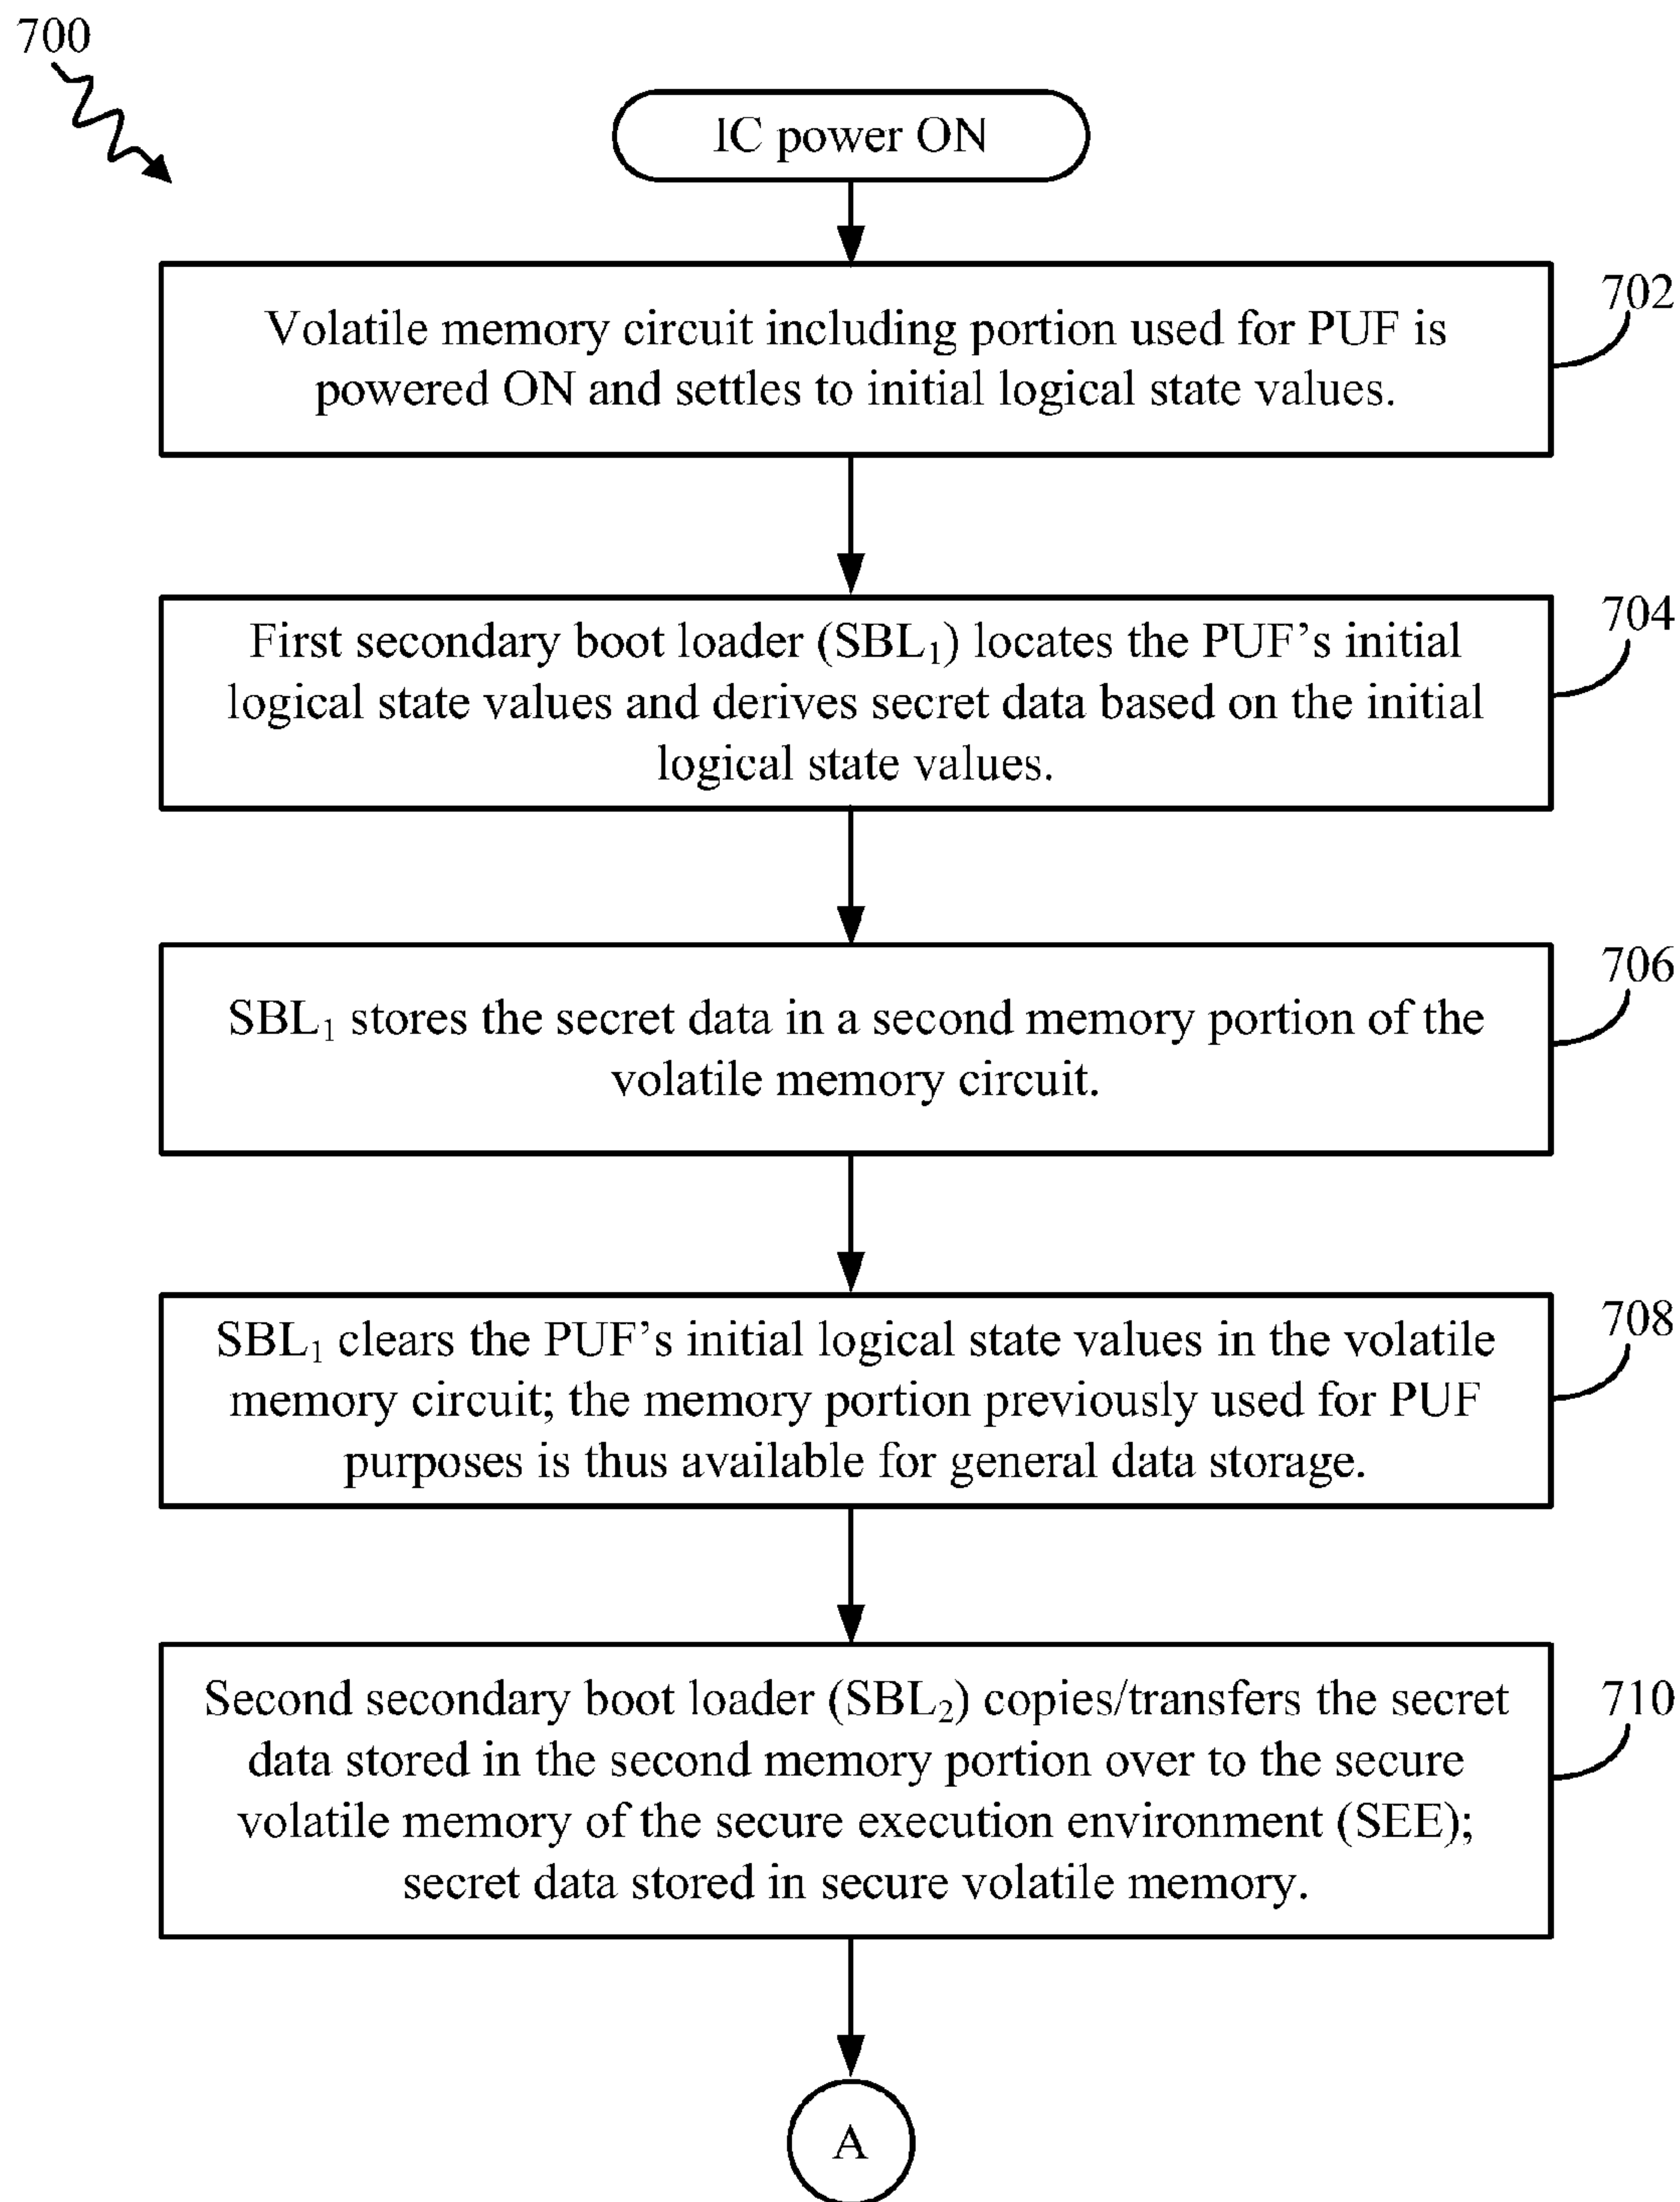 700
IC power ON
702
Volatile memory circuit including portion used for PUF is
powered ON and settles to initial logical state values.
704
First secondary boot loader (SBL₁) locates the PUF’s initial
logical state values and derives secret data based on the initial
logical state values.
706
SBL₁ stores the secret data in a second memory portion of the
volatile memory circuit.
708
SBL₁ clears the PUF’s initial logical state values in the volatile
memory circuit; the memory portion previously used for PUF
purposes is thus available for general data storage.
710
Second secondary boot loader (SBL₂) copies/transfers the secret
data stored in the second memory portion over to the secure
volatile memory of the secure execution environment (SEE);
secret data stored in secure volatile memory.
A